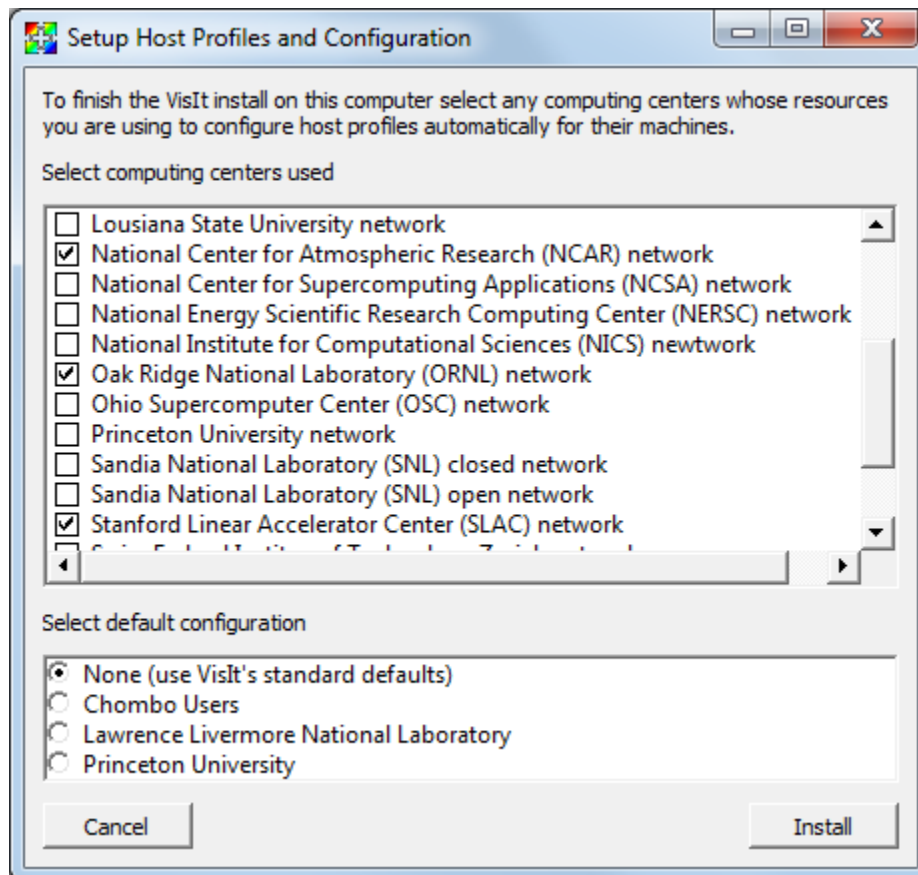 Setup Host Profiles and Configuration
To finish the VisIt install on this computer select any computing centers whose resources
you are using to configure host profiles automatically for their machines.
Select computing centers used
Lousiana State University network
National Center for Atmospheric Research (NCAR) network
National Center for Supercomputing Applications (NCSA) network
National Energy Scientific Research Computing Center (NERSC) network
National Institute for Computational Sciences (NICS) newtwork
Oak Ridge National Laboratory (ORNL) network
Ohio Supercomputer Center (OSC) network
Princeton University network
Sandia National Laboratory (SNL) closed network
Sandia National Laboratory (SNL) open network
Stanford Linear Accelerator Center (SLAC) network
Select default configuration
None (use VisIt's standard defaults)
Chombo Users
Lawrence Livermore National Laboratory
Princeton University
Cancel
Install